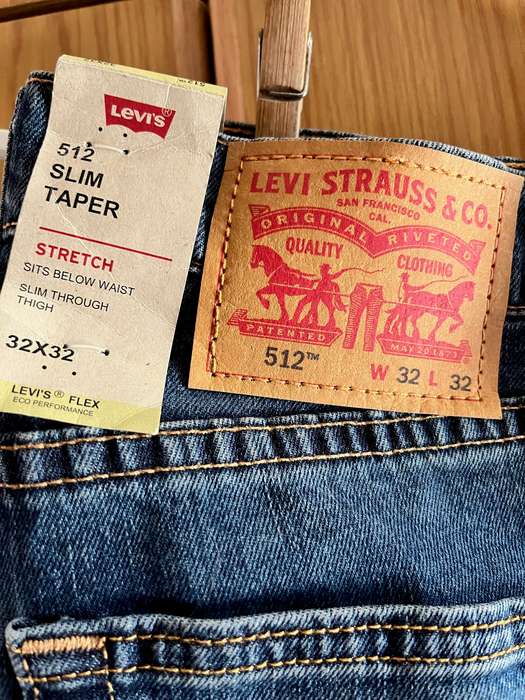 Levi's®
512
SLIM
TAPER
STRETCH
SITS BELOW WAIST
SLIM THROUGH
THIGH
32X32
LEVI'S® FLEX
ECO PERFORMANCE
LEVI STRAUSS & CO.
SAN FRANCISCO
CAL.
ORIGINAL RIVETED
QUALITY CLOTHING
PATENTED MAY 20 1873
512™
W 32 L 32